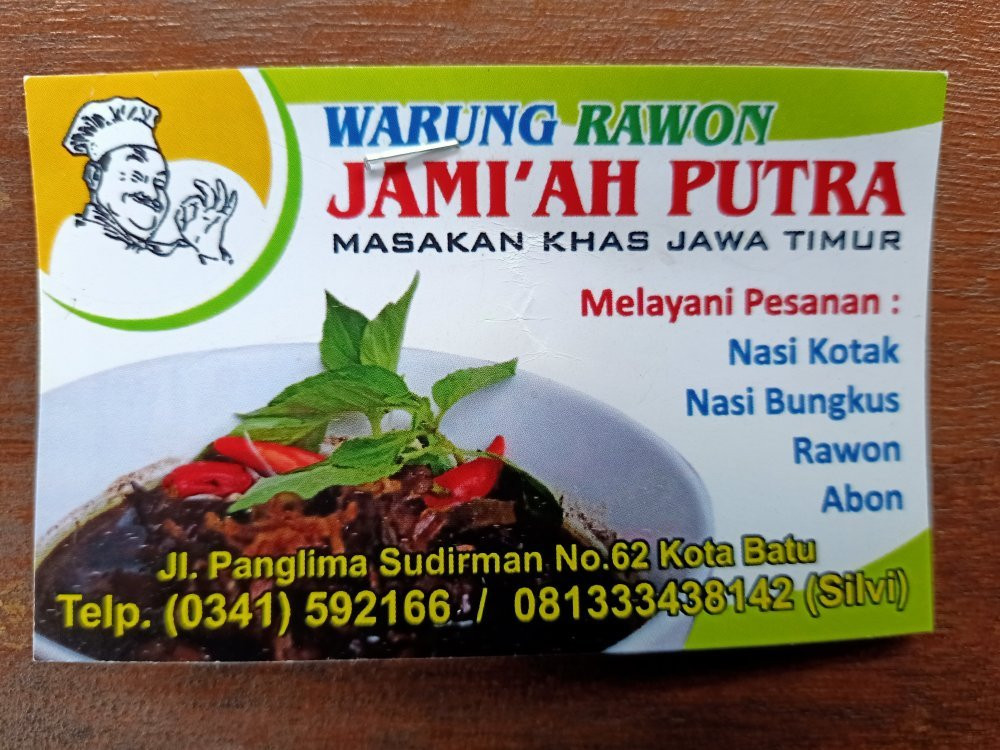 WARUNG RAWON
JAMI'AH PUTRA
MASAKAN KHAS JAWA TIMUR
Melayani Pesanan :
Nasi Kotak
Nasi Bungkus
Rawon
Abon
Jl. Panglima Sudirman No.62 Kota Batu
Telp. (0341) 592166 / 081333438142 (Silvi)